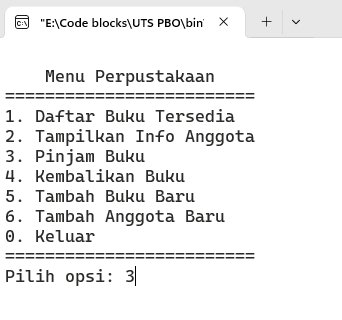 "E:\Code blocks\UTS PBO\bin
Menu Perpustakaan
=========================
1. Daftar Buku Tersedia
2. Tampilkan Info Anggota
3. Pinjam Buku
4. Kembalikan Buku
5. Tambah Buku Baru
6. Tambah Anggota Baru
0. Keluar
=========================
Pilih opsi: 3